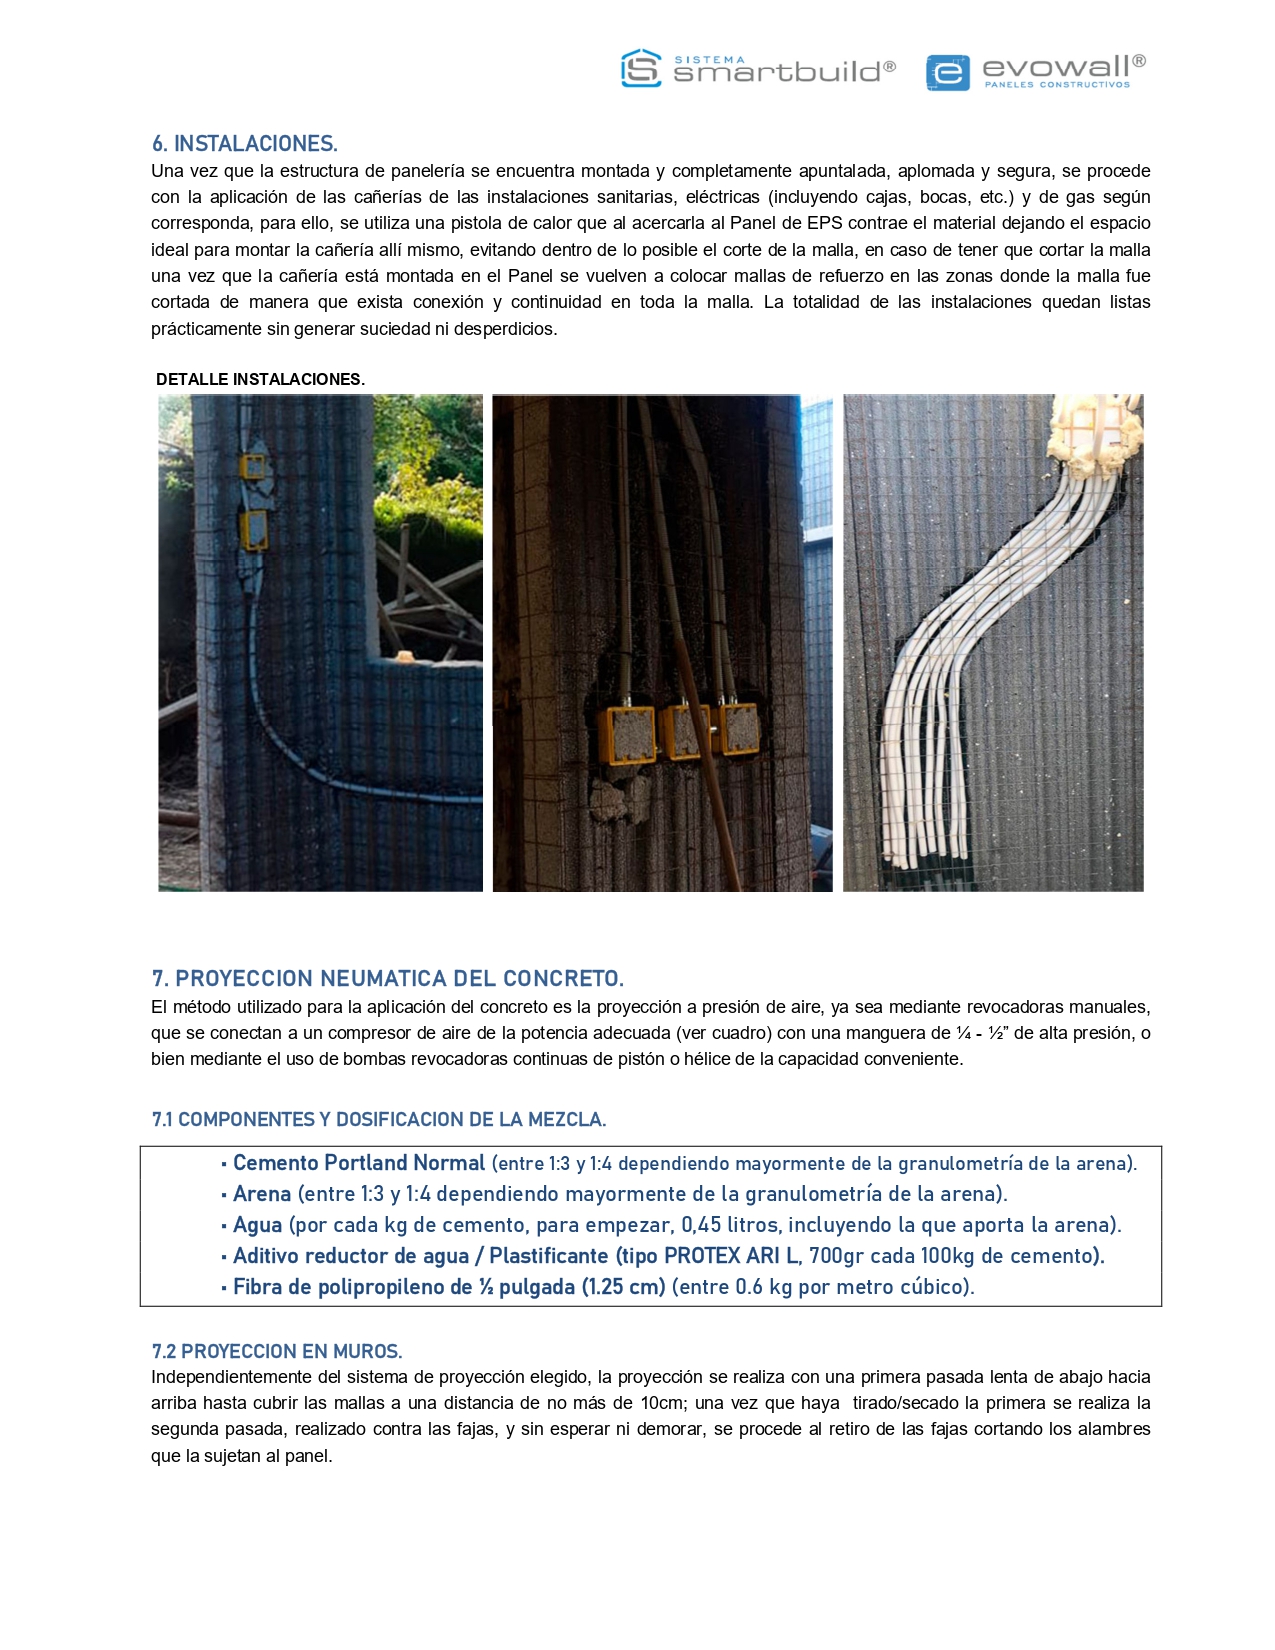 SISTEMA
smartbuild®
e evowall®
PANELES CONSTRUCTIVOS
6. INSTALACIONES.
Una vez que la estructura de panelería se encuentra montada y completamente apuntalada, aplomada y segura, se procede
con la aplicación de las cañerías de las instalaciones sanitarias, eléctricas (incluyendo cajas, bocas, etc.) y de gas según
corresponda, para ello, se utiliza una pistola de calor que al acercarla al Panel de EPS contrae el material dejando el espacio
ideal para montar la cañería allí mismo, evitando dentro de lo posible el corte de la malla, en caso de tener que cortar la malla
una vez que la cañería está montada en el Panel se vuelven a colocar mallas de refuerzo en las zonas donde la malla fue
cortada de manera que exista conexión y continuidad en toda la malla. La totalidad de las instalaciones quedan listas
prácticamente sin generar suciedad ni desperdicios.
DETALLE INSTALACIONES.
7. PROYECCION NEUMATICA DEL CONCRETO.
El método utilizado para la aplicación del concreto es la proyección a presión de aire, ya sea mediante revocadoras manuales,
que se conectan a un compresor de aire de la potencia adecuada (ver cuadro) con una manguera de ¼ - ½” de alta presión, o
bien mediante el uso de bombas revocadoras continuas de pistón o hélice de la capacidad conveniente.
7.1 COMPONENTES Y DOSIFICACION DE LA MEZCLA.
▪ Cemento Portland Normal (entre 1:3 y 1:4 dependiendo mayormente de la granulometría de la arena).
▪ Arena (entre 1:3 y 1:4 dependiendo mayormente de la granulometría de la arena).
▪ Agua (por cada kg de cemento, para empezar, 0,45 litros, incluyendo la que aporta la arena).
▪ Aditivo reductor de agua / Plastificante (tipo PROTEX ARI L, 700gr cada 100kg de cemento).
▪ Fibra de polipropileno de ½ pulgada (1.25 cm) (entre 0.6 kg por metro cúbico).
7.2 PROYECCION EN MUROS.
Independientemente del sistema de proyección elegido, la proyección se realiza con una primera pasada lenta de abajo hacia
arriba hasta cubrir las mallas a una distancia de no más de 10cm; una vez que haya tirado/secado la primera se realiza la
segunda pasada, realizado contra las fajas, y sin esperar ni demorar, se procede al retiro de las fajas cortando los alambres
que la sujetan al panel.